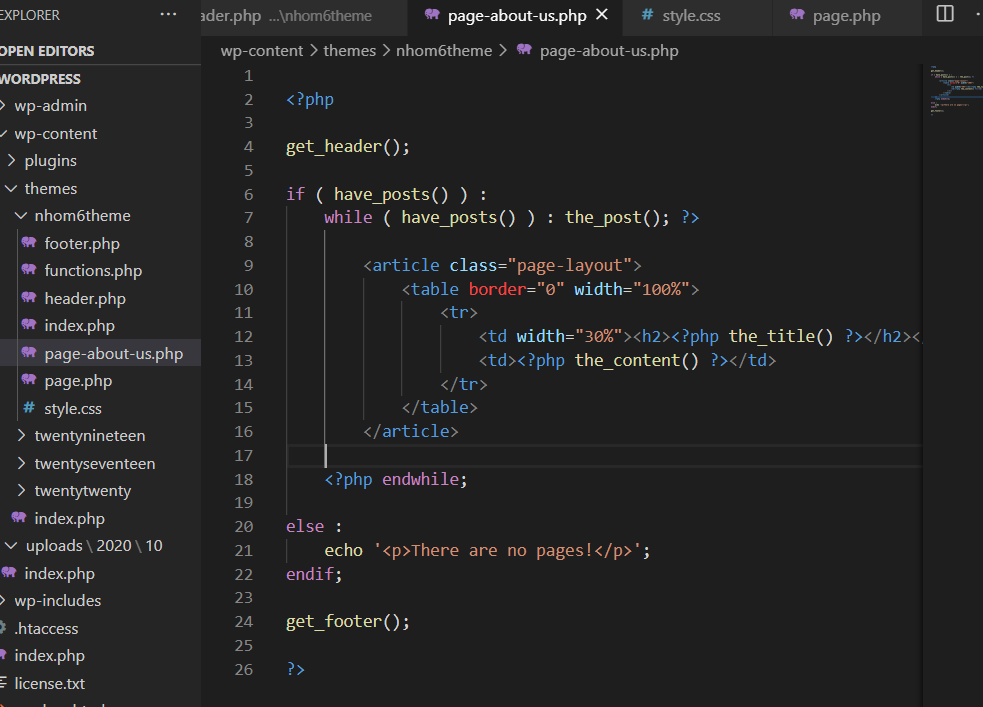 EXPLORER ···
OPEN EDITORS
WORDPRESS
wp-admin
wp-content
plugins
themes
nhom6theme
footer.php
functions.php
header.php
index.php
page-about-us.php
page.php
# style.css
twentynineteen
twentyseventeen
twentytwenty
index.php
uploads \ 2020 \ 10
index.php
wp-includes
.htaccess
index.php
license.txt
ader.php ...\nhom6theme
page-about-us.php
# style.css
page.php
wp-content > themes > nhom6theme > page-about-us.php
1
2 <?php
3
4 get_header();
5
6 if ( have_posts() ) :
7 while ( have_posts() ) : the_post(); ?>
8
9 <article class="page-layout">
10 <table border="0" width="100%">
11 <tr>
12 <td width="30%"><h2><?php the_title() ?></h2><
13 <td><?php the_content() ?></td>
14 </tr>
15 </table>
16 </article>
17
18 <?php endwhile;
19
20 else :
21 echo '<p>There are no pages!</p>';
22 endif;
23
24 get_footer();
25
26 ?>